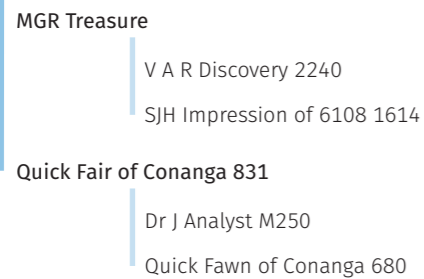 MGR Treasure
V A R Discovery 2240
SJH Impression of 6108 1614
Quick Fair of Conanga 831
Dr J Analyst M250
Quick Fawn of Conanga 680